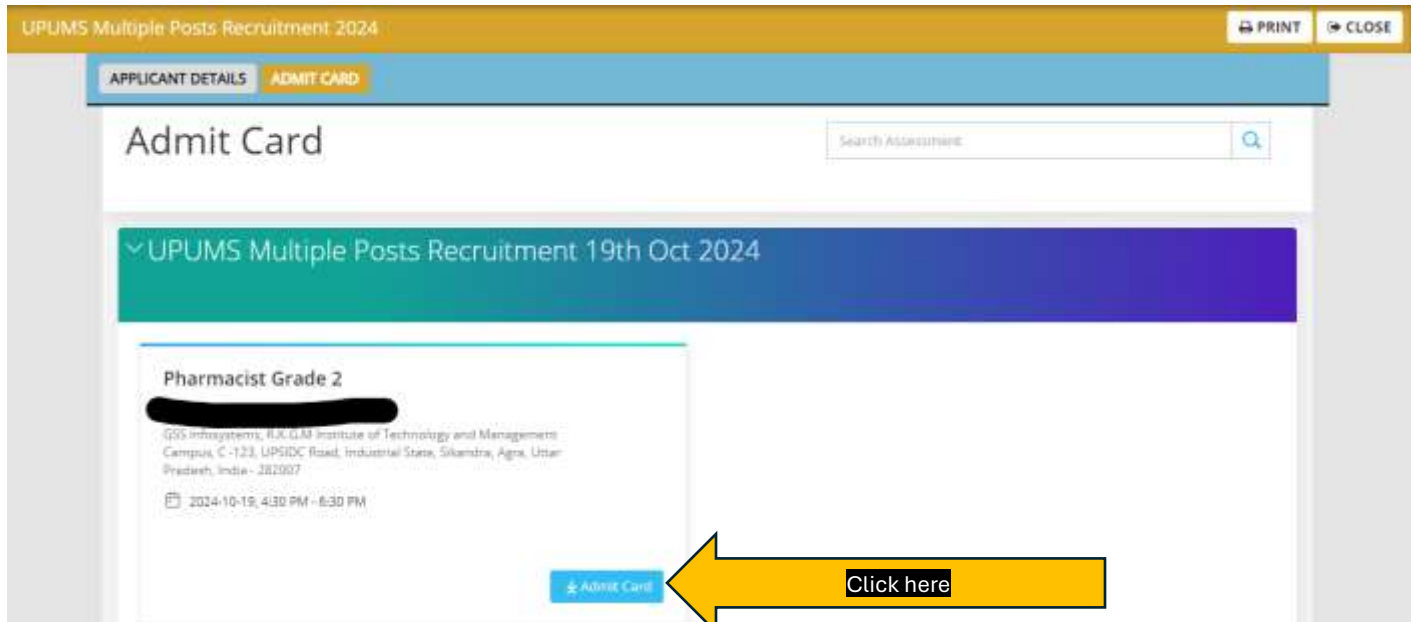 UPUMS Multiple Posts Recruitment 2024
PRINT
CLOSE
APPLICANT DETAILS
ADMIT CARD
Admit Card
Search Assessment
UPUMS Multiple Posts Recruitment 19th Oct 2024
Pharmacist Grade 2
GSS Infosystems, R.K.G.M Institute of Technology and Management
Campus, C -123, UPSIDC Road, Industrial State, Sikandra, Agra, Uttar
Pradesh, India - 282007
2024-10-19, 4:30 PM - 6:30 PM
Admit Card
Click here